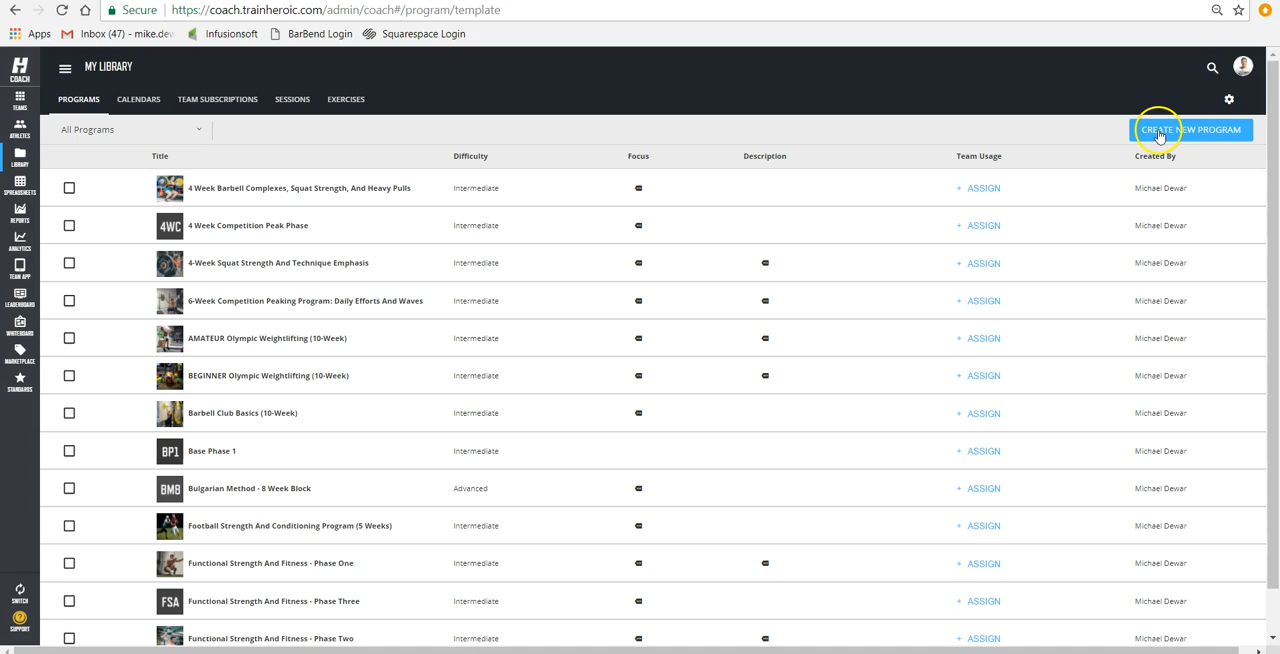 Secure https://coach.trainheroic.com/admin/coach#/program/template
Apps Inbox (47) - mike.dew Infusionsoft BarBend Login Squarespace Login
H COACH
MY LIBRARY
TEAMS
ATHLETES
LIBRARY
SPREADSHEETS
REPORTS
ANALYTICS
TEAM APP
LEADERBOARD
WHITEBOARD
MARKETPLACE
STANDARDS
SWITCH
SUPPORT
PROGRAMS CALENDARS TEAM SUBSCRIPTIONS SESSIONS EXERCISES
All Programs CREATE NEW PROGRAM
Title Difficulty Focus Description Team Usage Created By
4 Week Barbell Complexes, Squat Strength, And Heavy Pulls Intermediate + ASSIGN Michael Dewar
4WC 4 Week Competition Peak Phase Intermediate + ASSIGN Michael Dewar
4-Week Squat Strength And Technique Emphasis Intermediate + ASSIGN Michael Dewar
6-Week Competition Peaking Program: Daily Efforts And Waves Intermediate + ASSIGN Michael Dewar
AMATEUR Olympic Weightlifting (10-Week) Intermediate + ASSIGN Michael Dewar
BEGINNER Olympic Weightlifting (10-Week) Intermediate + ASSIGN Michael Dewar
Barbell Club Basics (10-Week) Intermediate + ASSIGN Michael Dewar
BP1 Base Phase 1 Intermediate + ASSIGN Michael Dewar
BM8 Bulgarian Method - 8 Week Block Advanced + ASSIGN Michael Dewar
Football Strength And Conditioning Program (5 Weeks) Intermediate + ASSIGN Michael Dewar
Functional Strength And Fitness - Phase One Intermediate + ASSIGN Michael Dewar
FSA Functional Strength And Fitness - Phase Three Intermediate + ASSIGN Michael Dewar
Functional Strength And Fitness - Phase Two Intermediate + ASSIGN Michael Dewar